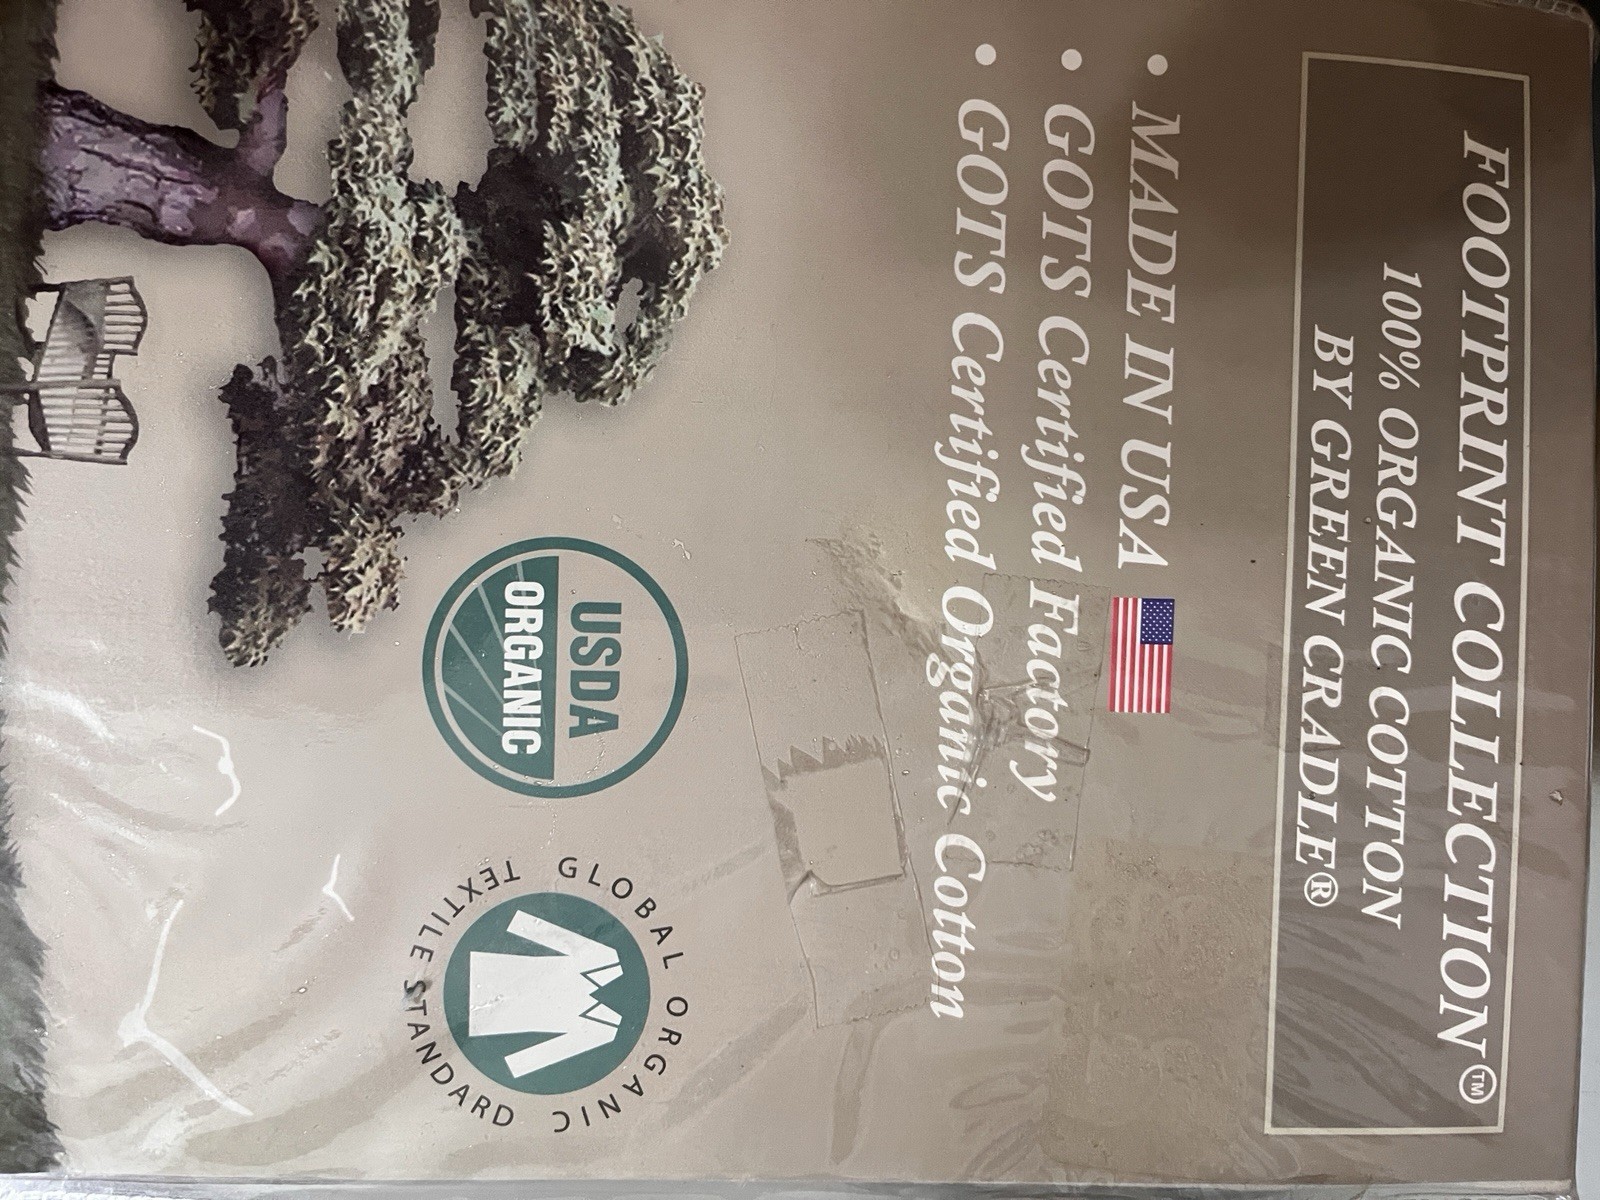 FOOTPRINT COLLECTION™
100% ORGANIC COTTON
BY GREEN CRADLE®
• MADE IN USA
• GOTS Certified Factory
• GOTS Certified Organic Cotton
USDA
ORGANIC
GLOBAL ORGANIC
TEXTILE STANDARD